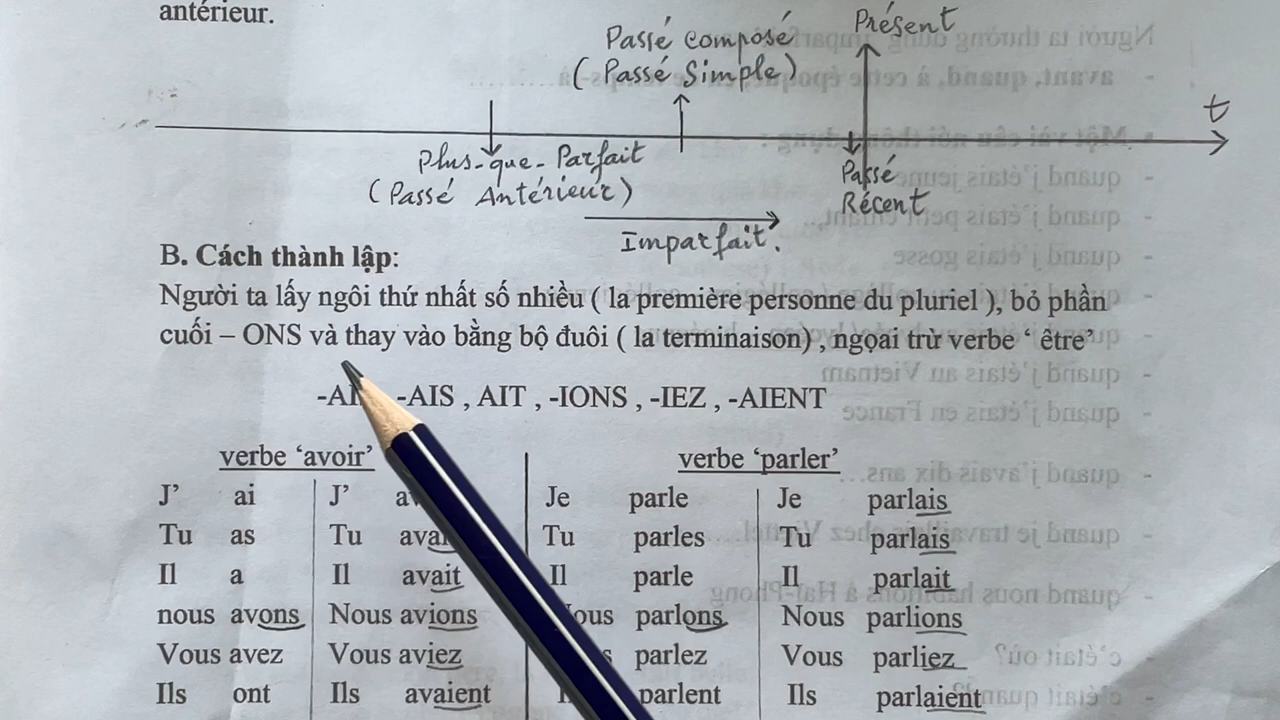 antérieur.
Passé composé
(Passé Simple)
Présent
t
Plus-que-Parfait
(Passé Antérieur)
Passé
Récent
Imparfait.
B. Cách thành lập:
Người ta lấy ngôi thứ nhất số nhiều ( la première personne du pluriel ), bỏ phần
cuối – ONS và thay vào bằng bộ đuôi ( la terminaison) , ngọai trừ verbe ‘ être’
-AIS , AIT , -IONS , -IEZ , -AIENT
verbe ‘avoir’ verbe ‘parler’
J’ ai J’ Je parle Je parlais
Tu as Tu Tu parles Tu parlais
Il a Il avait Il parle Il parlait
nous avons Nous avions parlons Nous parlions
Vous avez Vous aviez parlez Vous parliez
Ils ont Ils avaient parlent Ils parlaient